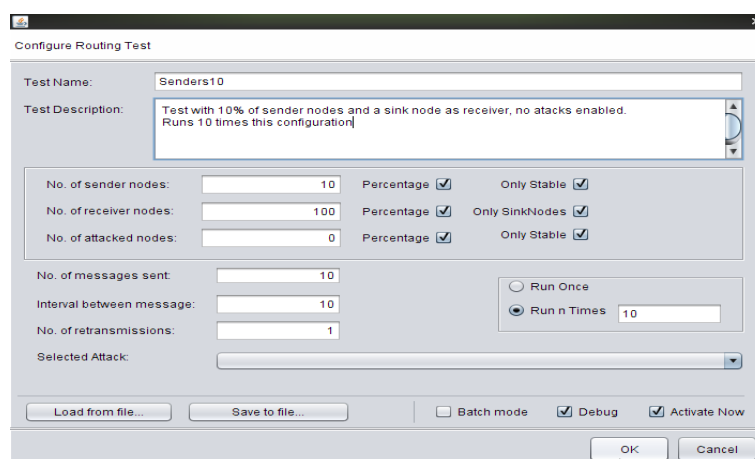 Configure Routing Test
Test Name: Senders10
Test Description: Test with 10% of sender nodes and a sink node as receiver, no atacks enabled.
Runs 10 times this configuration
No. of sender nodes: 10 Percentage Only Stable
No. of receiver nodes: 100 Percentage Only SinkNodes
No. of attacked nodes: 0 Percentage Only Stable
No. of messages sent: 10
Interval between message: 10
No. of retransmissions: 1
Run Once
Run n Times 10
Selected Attack:
Load from file... Save to file... Batch mode Debug Activate Now
OK Cancel